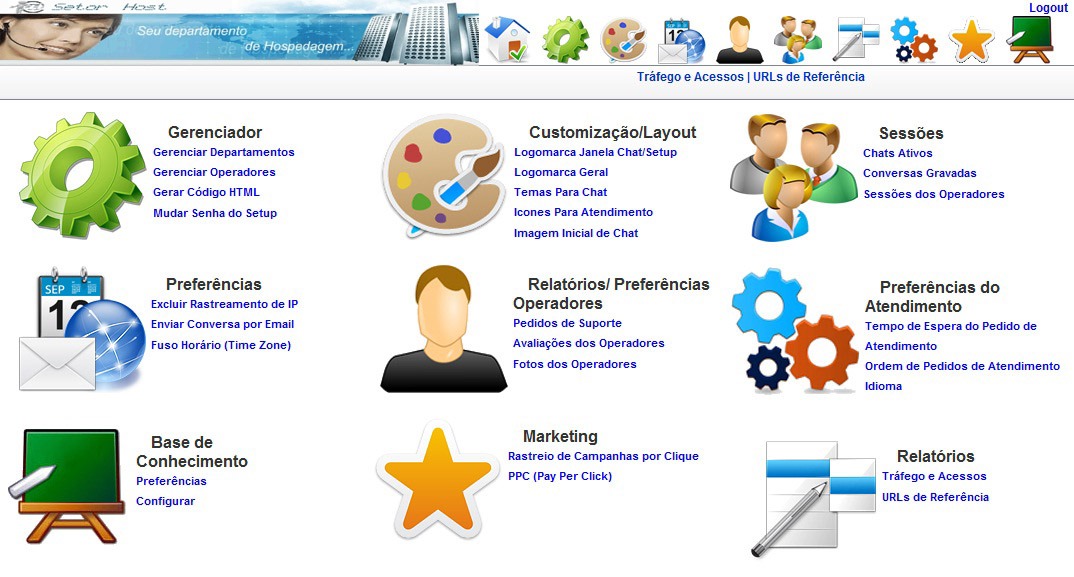 Setor Host
Logout
Seu departamento
de Hospedagem...
12
Tráfego e Acessos | URLs de Referência
Gerenciador
Gerenciar Departamentos
Gerenciar Operadores
Gerar Código HTML
Mudar Senha do Setup
Customização/Layout
Logomarca Janela Chat/Setup
Logomarca Geral
Temas Para Chat
Icones Para Atendimento
Imagem Inicial de Chat
Sessões
Chats Ativos
Conversas Gravadas
Sessões dos Operadores
SEP
12
Preferências
Excluir Rastreamento de IP
Enviar Conversa por Email
Fuso Horário (Time Zone)
Relatórios/ Preferências
Operadores
Pedidos de Suporte
Avaliações dos Operadores
Fotos dos Operadores
Preferências do
Atendimento
Tempo de Espera do Pedido de
Atendimento
Ordem de Pedidos de Atendimento
Idioma
Base de
Conhecimento
Preferências
Configurar
Marketing
Rastreio de Campanhas por Clique
PPC (Pay Per Click)
Relatórios
Tráfego e Acessos
URLs de Referência